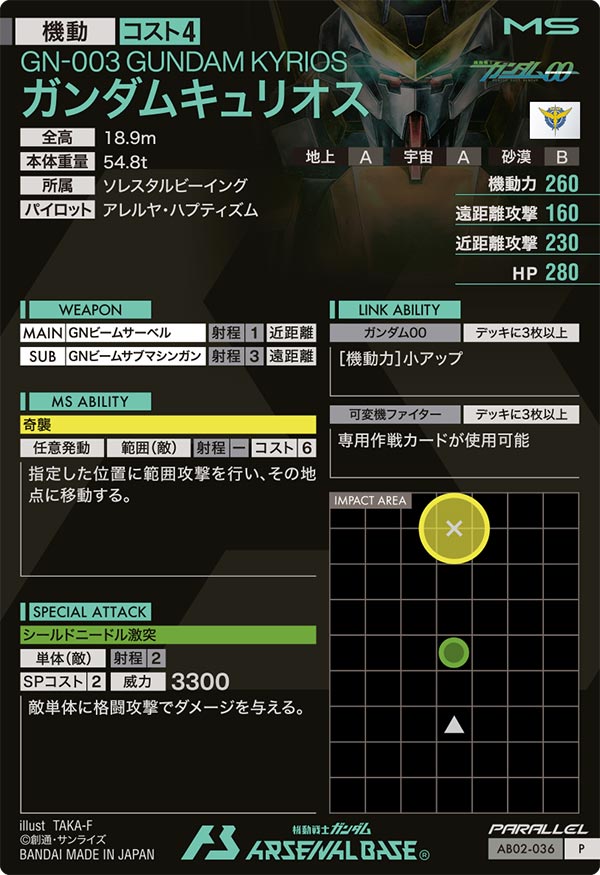 機動 コスト4
MS
GN-003 GUNDAM KYRIOS
ガンダムキュリオス
機動戦士ガンダム00
全高 18.9m
本体重量 54.8t
所属 ソレスタルビーイング
パイロット アレルヤ・ハプティズム
地上 A 宇宙 A 砂漠 B
機動力 260
遠距離攻撃 160
近距離攻撃 230
HP 280
WEAPON
MAIN GNビームサーベル 射程 1 近距離
SUB GNビームサブマシンガン 射程 3 遠距離
MS ABILITY
奇襲
任意発動 範囲(敵) 射程 ー コスト 6
指定した位置に範囲攻撃を行い、その地
点に移動する。
SPECIAL ATTACK
シールドニードル激突
単体(敵) 射程 2
SPコスト 2 威力 3300
敵単体に格闘攻撃でダメージを与える。
LINK ABILITY
ガンダム00 デッキに3枚以上
[機動力]小アップ
可変機ファイター デッキに3枚以上
専用作戦カードが使用可能
IMPACT AREA
illust TAKA-F
©創通・サンライズ
BANDAI MADE IN JAPAN
機動戦士ガンダム
ARSENAL BASE®
PARALLEL
AB02-036 P